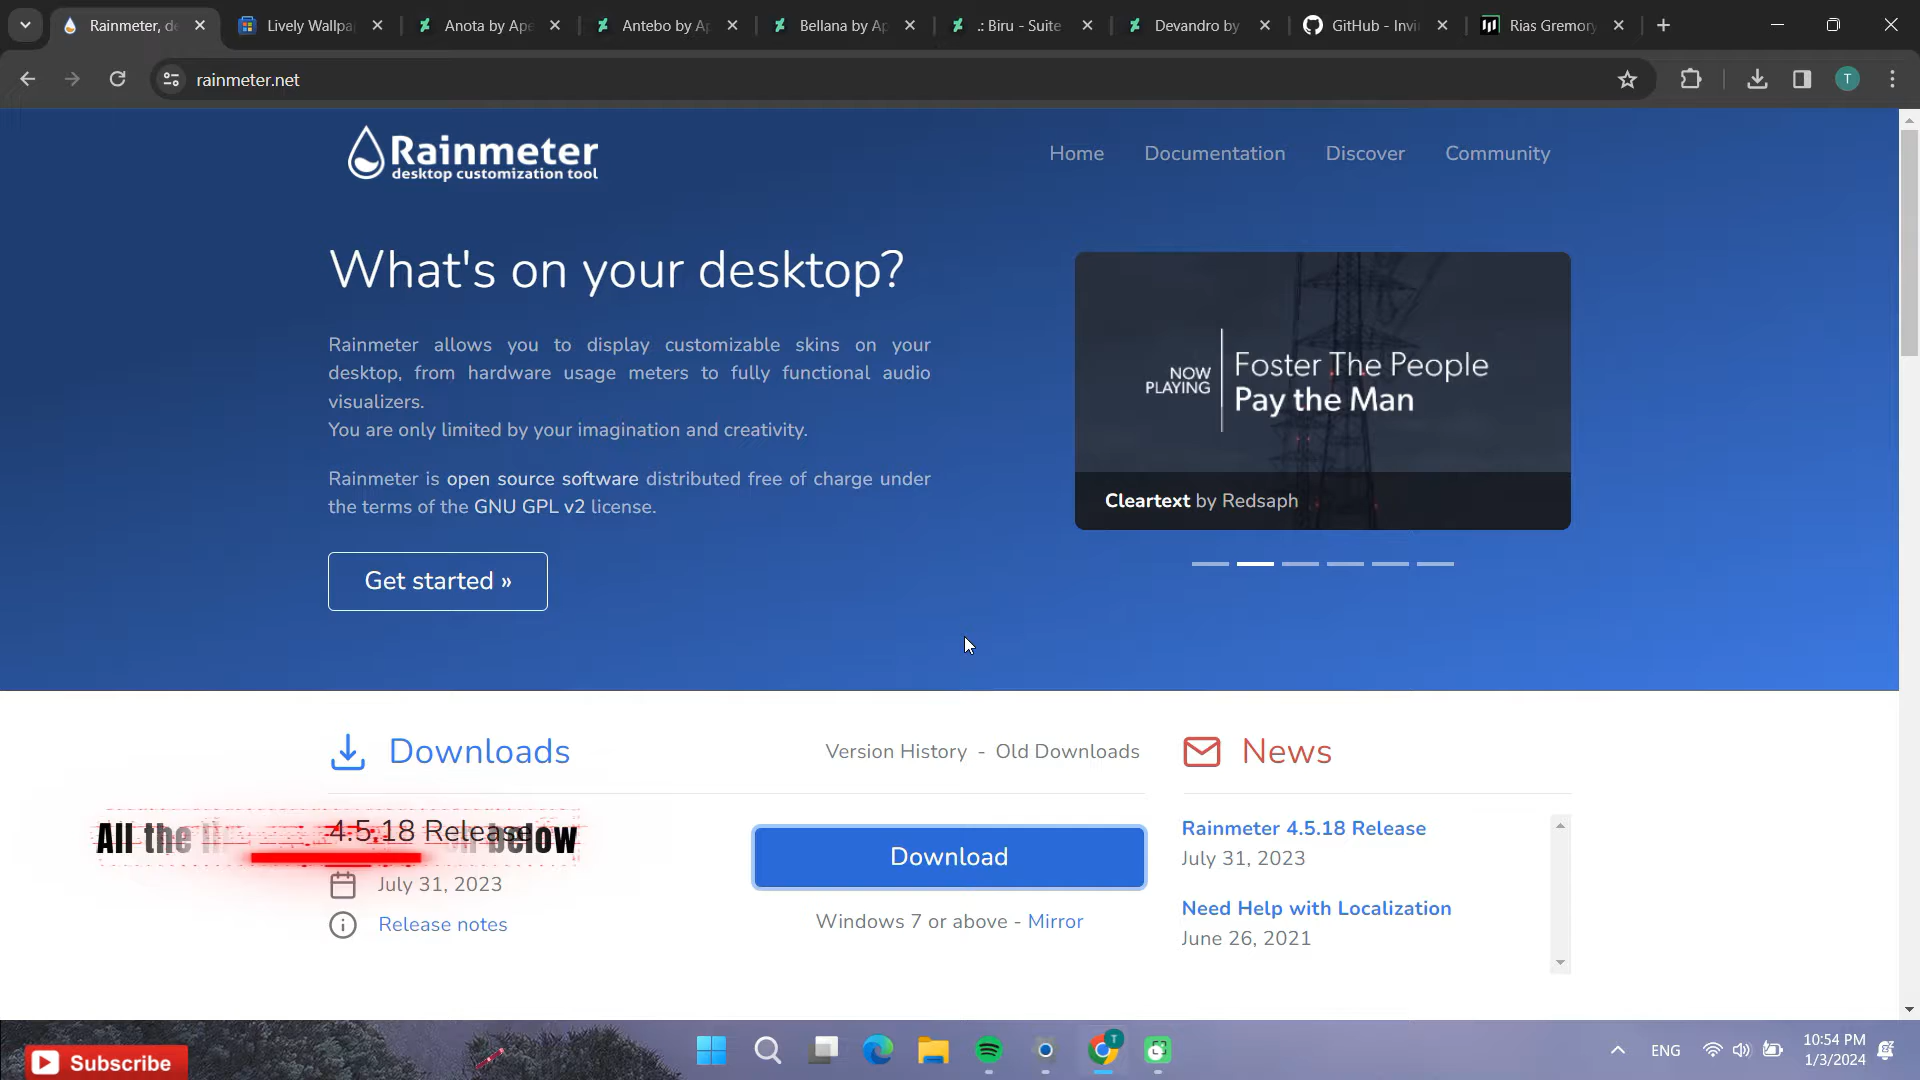 Rainmeter, de
Lively Wallpa
Anota by Ape
Antebo by Ap
Bellana by Ap
.: Biru - Suite
Devandro by
GitHub - Invi
Rias Gremory
rainmeter.net
T
Rainmeter
desktop customization tool
Home
Documentation
Discover
Community
What's on your desktop?
Rainmeter allows you to display customizable skins on your
desktop, from hardware usage meters to fully functional audio
visualizers.
You are only limited by your imagination and creativity.
Rainmeter is open source software distributed free of charge under
the terms of the GNU GPL v2 license.
Get started »
NOW
PLAYING
Foster The People
Pay the Man
Cleartext by Redsaph
Downloads
Version History - Old Downloads
News
4.5.18 Release
All the
below
July 31, 2023
Release notes
Download
Windows 7 or above - Mirror
Rainmeter 4.5.18 Release
July 31, 2023
Need Help with Localization
June 26, 2021
Subscribe
T
ENG
10:54 PM
1/3/2024